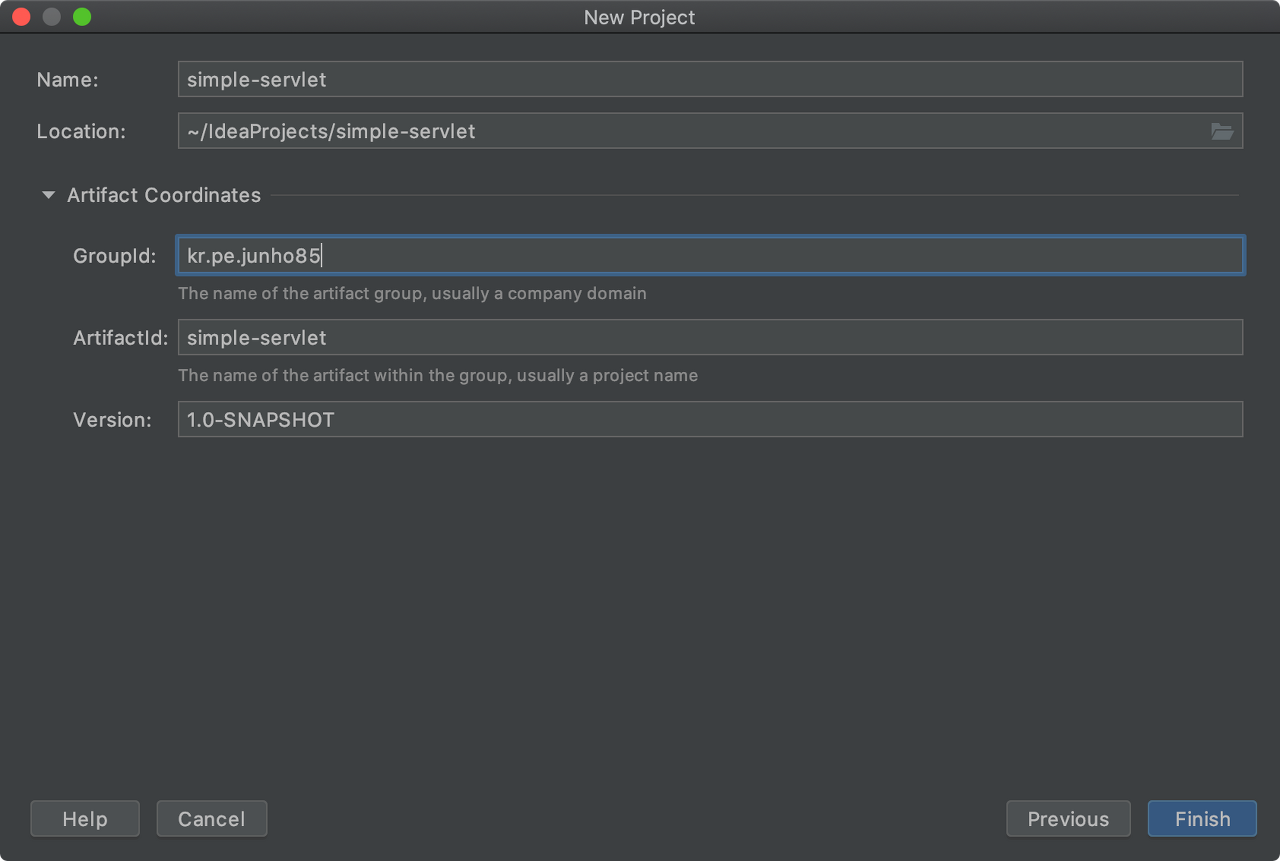 New Project
Name: simple-servlet
Location: ~/IdeaProjects/simple-servlet
Artifact Coordinates
GroupId: kr.pe.junho85
The name of the artifact group, usually a company domain
ArtifactId: simple-servlet
The name of the artifact within the group, usually a project name
Version: 1.0-SNAPSHOT
Help Cancel Previous Finish